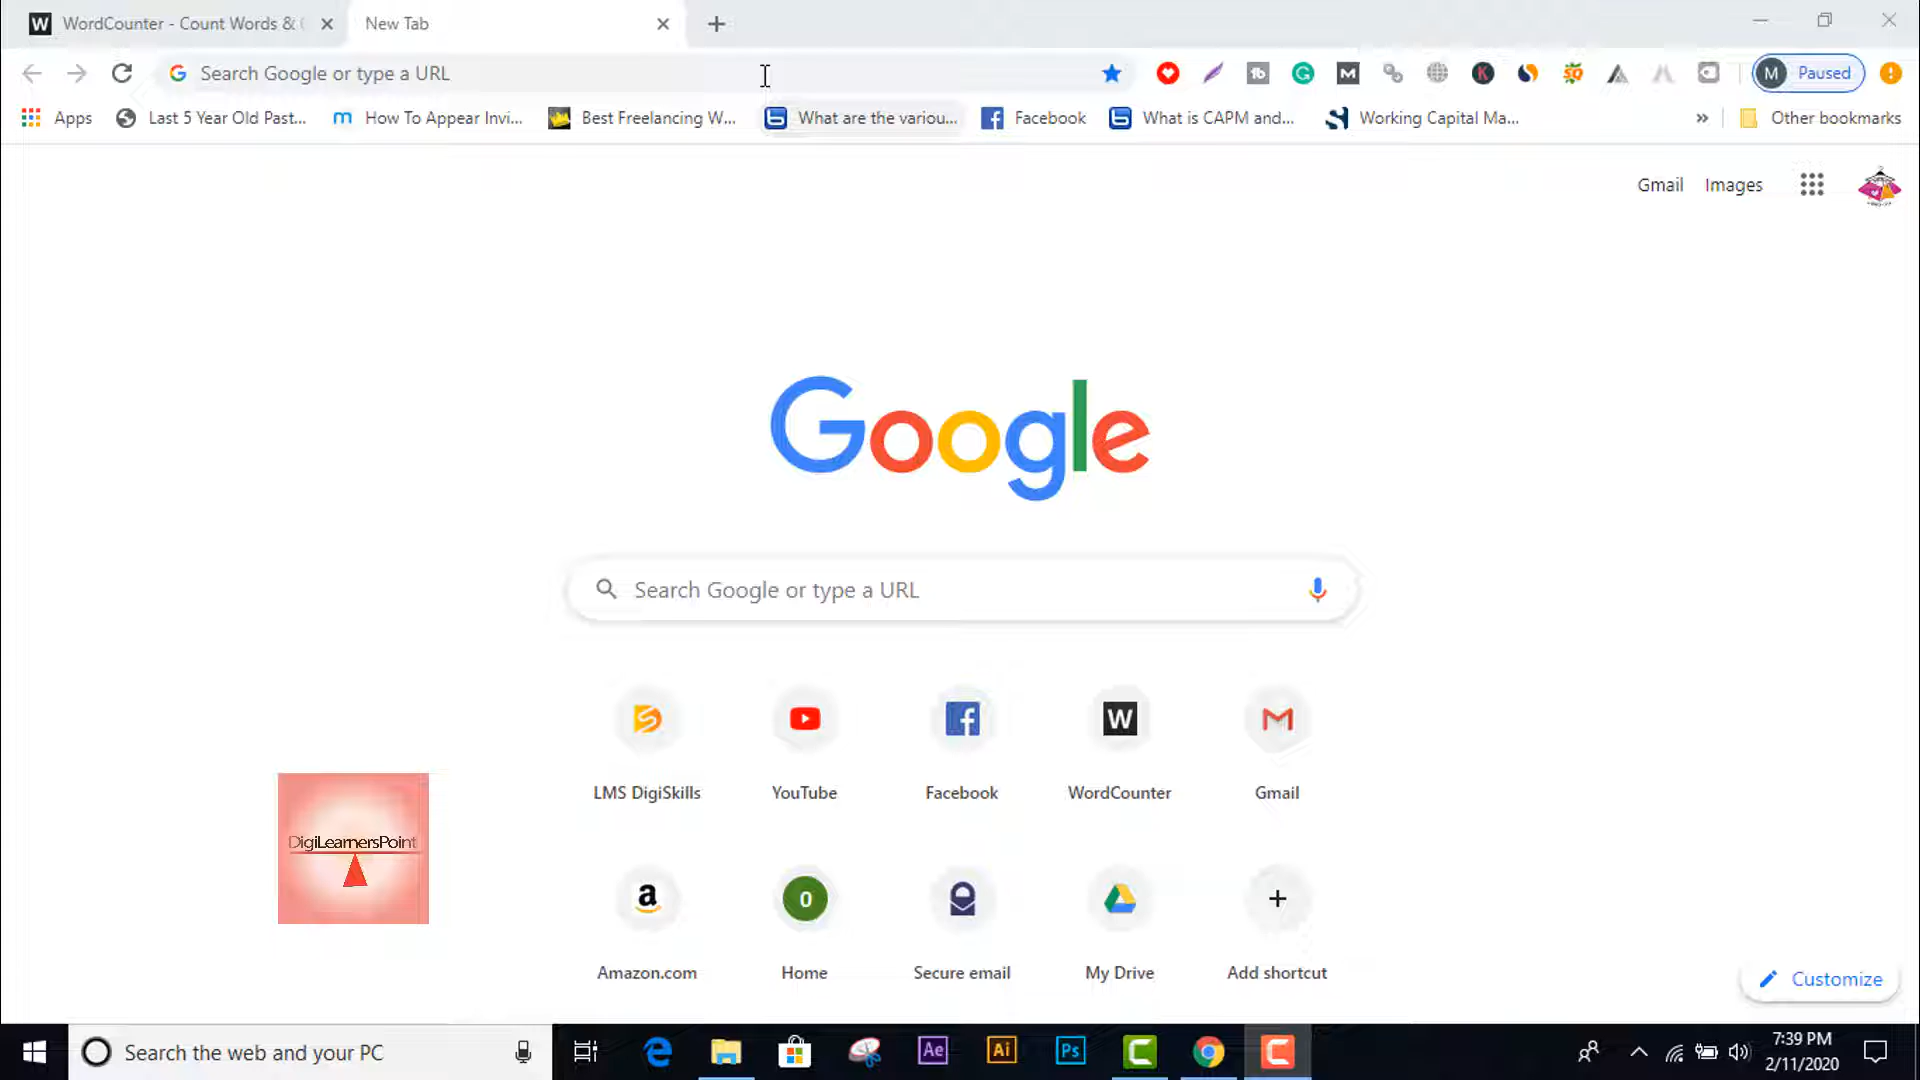 WordCounter - Count Words &
New Tab
Search Google or type a URL
M Paused
Apps
Last 5 Year Old Past...
How To Appear Invi...
Best Freelancing W...
What are the variou...
Facebook
What is CAPM and...
Working Capital Ma...
»
Other bookmarks
Gmail
Images
Google
Search Google or type a URL
LMS DigiSkills
YouTube
Facebook
WordCounter
Gmail
DigiLearnersPoint
Amazon.com
Home
Secure email
My Drive
Add shortcut
Customize
Search the web and your PC
Ae
Ai
Ps
7:39 PM
2/11/2020